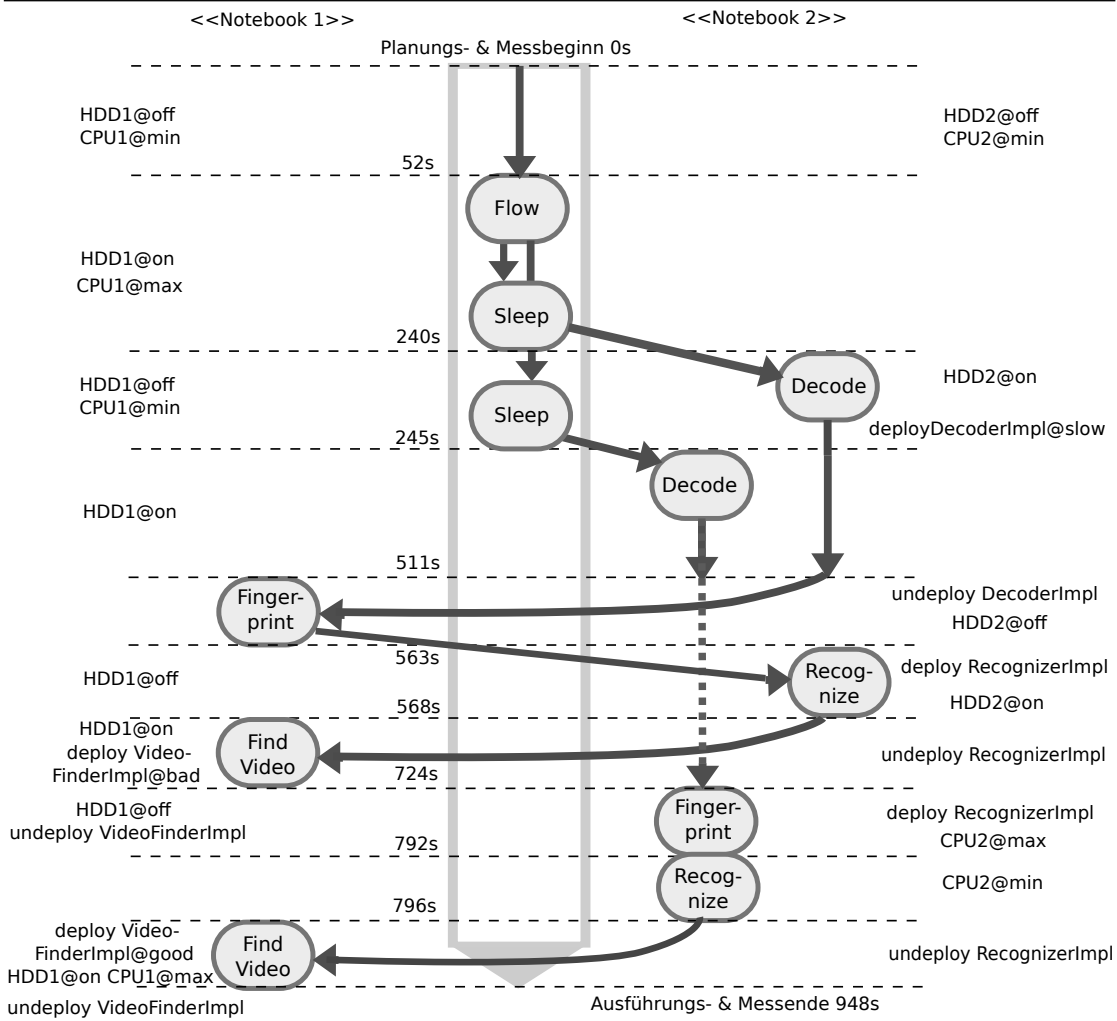 <<Notebook 1>>
<<Notebook 2>>
Planungs- & Messbeginn 0s
HDD1@off
CPU1@min
HDD2@off
CPU2@min
52s
Flow
HDD1@on
CPU1@max
Sleep
240s
HDD1@off
CPU1@min
Sleep
Decode
HDD2@on
deployDecoderImpl@slow
245s
Decode
HDD1@on
511s
Finger-
print
undeploy DecoderImpl
HDD2@off
563s
HDD1@off
Recog-
nize
deploy RecognizerImpl
HDD2@on
568s
HDD1@on
deploy Video-
FinderImpl@bad
Find
Video
undeploy RecognizerImpl
724s
HDD1@off
undeploy VideoFinderImpl
Finger-
print
deploy RecognizerImpl
CPU2@max
792s
Recog-
nize
CPU2@min
796s
deploy Video-
FinderImpl@good
HDD1@on CPU1@max
Find
Video
undeploy RecognizerImpl
undeploy VideoFinderImpl
Ausführungs- & Messende 948s